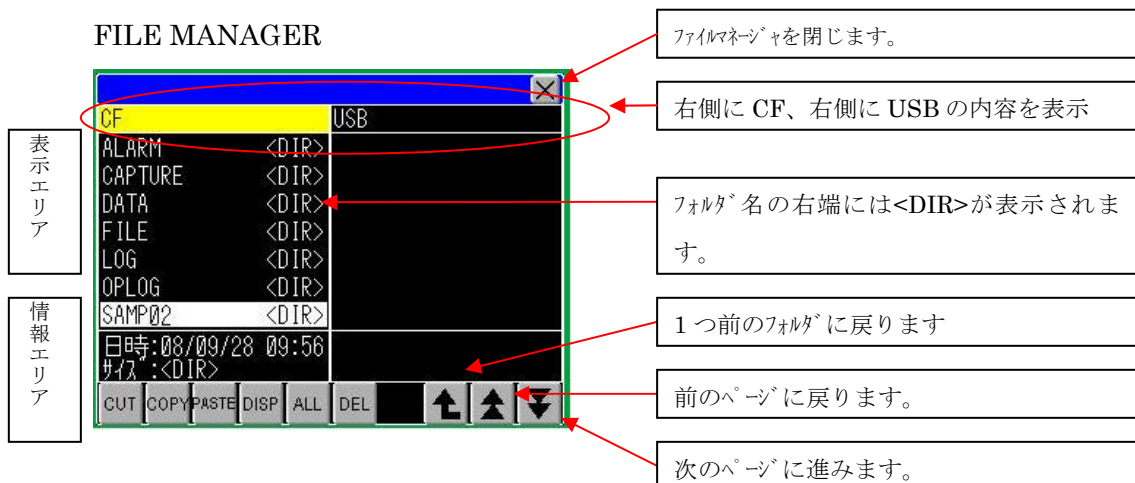 FILE MANAGER
ﾌｧｲﾙﾏﾈｰｼﾞｬを閉じます。
右側に CF、右側に USB の内容を表示
CF
USB
表示エリア
ALARM <DIR>
CAPTURE <DIR>
DATA <DIR>
FILE <DIR>
LOG <DIR>
OPLOG <DIR>
SAMP02 <DIR>
ﾌｫﾙﾀﾞ名の右端には<DIR>が表示されま
す。
情報エリア
日時:08/09/28 09:56
ｻｲｽﾞ:<DIR>
1 つ前のﾌｫﾙﾀﾞに戻ります
CUT COPY PASTE DISP ALL DEL
前のﾍﾟｰｼﾞに戻ります。
次のﾍﾟｰｼﾞに進みます。